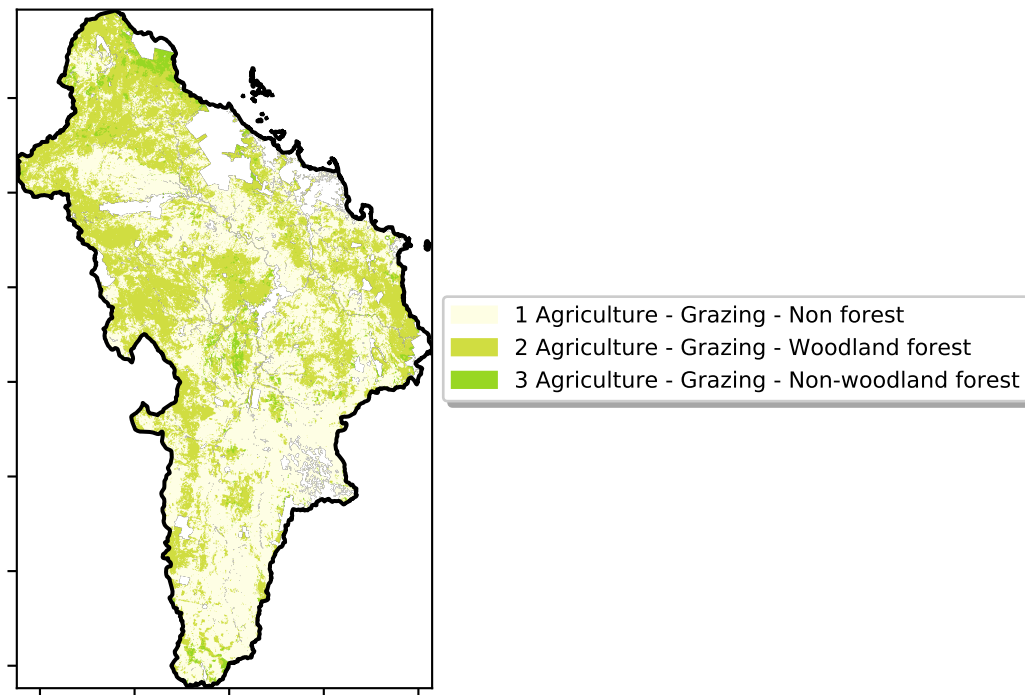 1 Agriculture - Grazing - Non forest
2 Agriculture - Grazing - Woodland forest
3 Agriculture - Grazing - Non-woodland forest